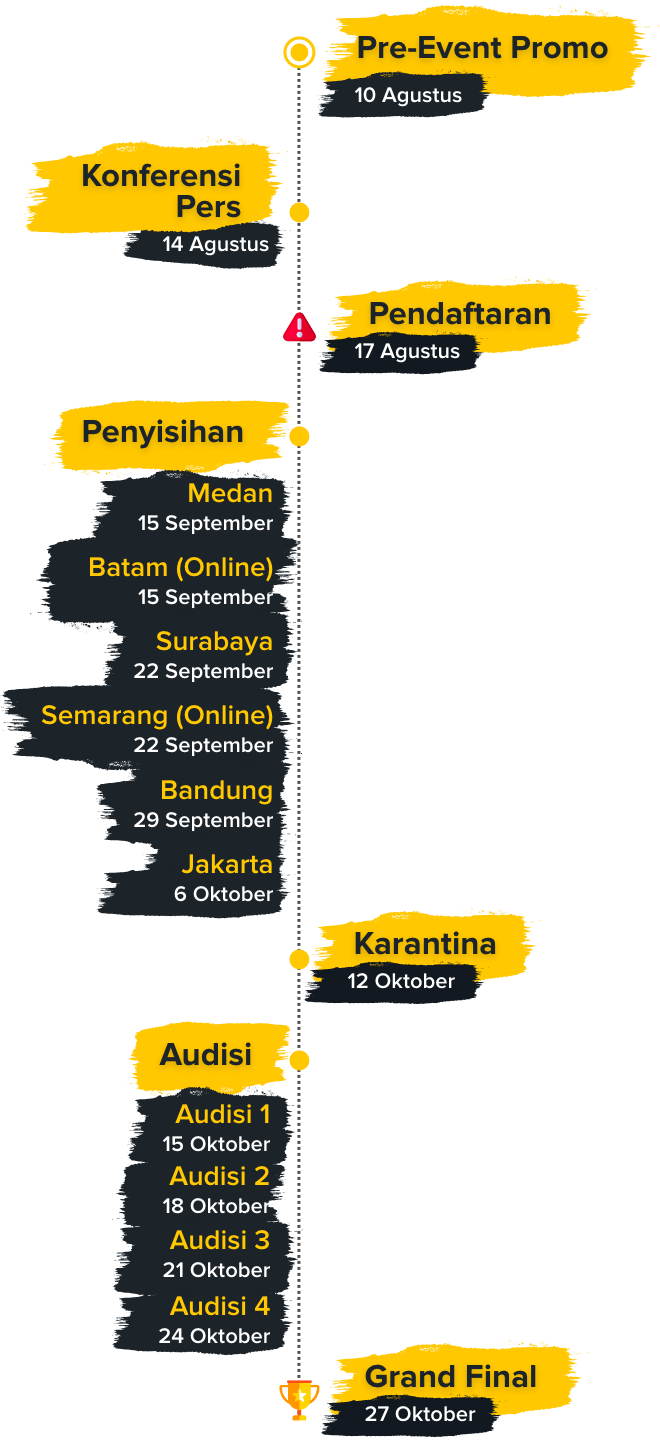 Pre-Event Promo
10 Agustus
Konferensi
Pers
14 Agustus
Pendaftaran
17 Agustus
Penyisihan
Medan
15 September
Batam (Online)
15 September
Surabaya
22 September
Semarang (Online)
22 September
Bandung
29 September
Jakarta
6 Oktober
Karantina
12 Oktober
Audisi
Audisi 1
15 Oktober
Audisi 2
18 Oktober
Audisi 3
21 Oktober
Audisi 4
24 Oktober
Grand Final
27 Oktober